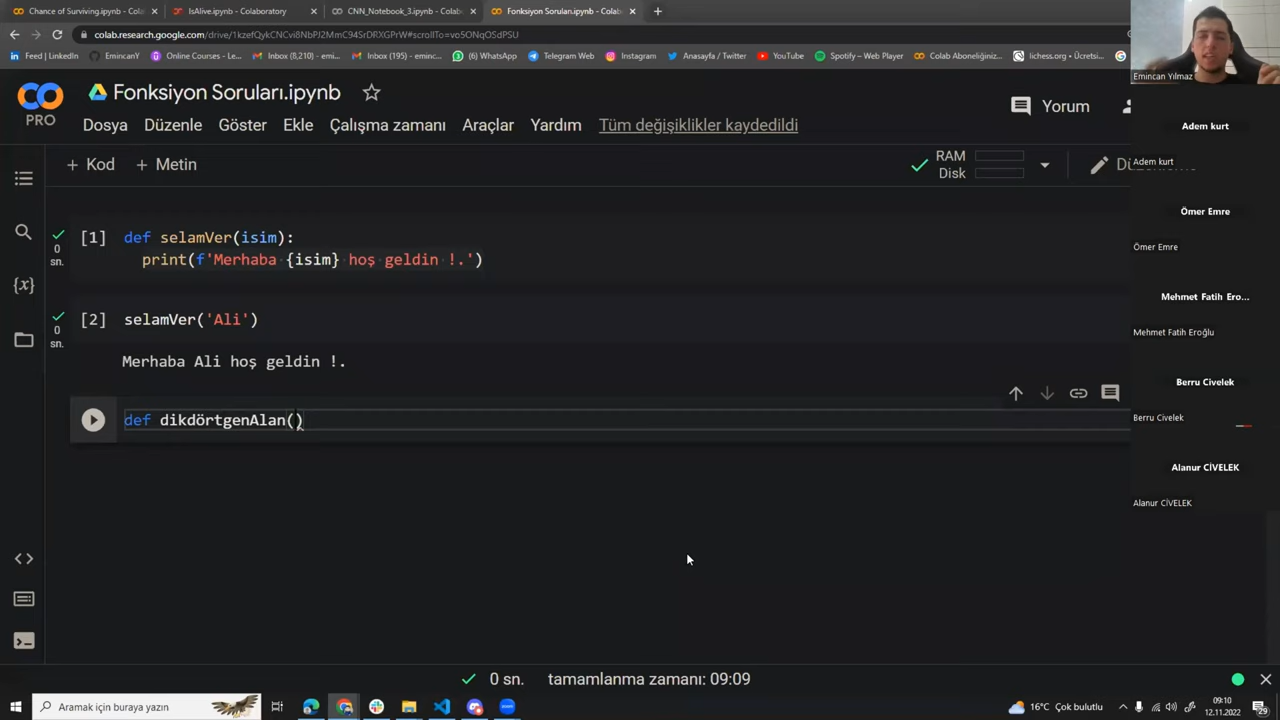 Chance of Surviving.ipynb - Colab
IsAlive.ipynb - Colaboratory
CNN_Notebook_3.ipynb - Colab
Fonksiyon Soruları.ipynb - Colab
colab.research.google.com/drive/
Feed | LinkedIn
EmincanY
Online Courses - Le...
Inbox (8,210) - emi...
Inbox (195) - eminc...
(6) WhatsApp
Telegram Web
Instagram
Anasayfa / Twitter
YouTube
Spotify – Web Player
Colab Aboneliğiniz...
lichess.org • Ücretsi...
Emincan Yılmaz
PRO
Fonksiyon Soruları.ipynb
Yorum
Dosya Düzenle Göster Ekle Çalışma zamanı Araçlar Yardım Tüm değişiklikler kaydedildi
+ Kod + Metin
RAM
Disk
Adem kurt
Adem kurt
Ömer Emre
Ömer Emre
Mehmet Fatih Ero...
Mehmet Fatih Eroğlu
Berru Civelek
Berru Civelek
Alanur CİVELEK
Alanur CİVELEK
0
sn.
[1] def selamVer(isim):
print(f'Merhaba {isim} hoş geldin !.')
0
sn.
[2] selamVer('Ali')
Merhaba Ali hoş geldin !.
def dikdörtgenAlan()
0 sn. tamamlanma zamanı: 09:09
Aramak için buraya yazın
16°C Çok bulutlu
09:10
12.11.2022
29